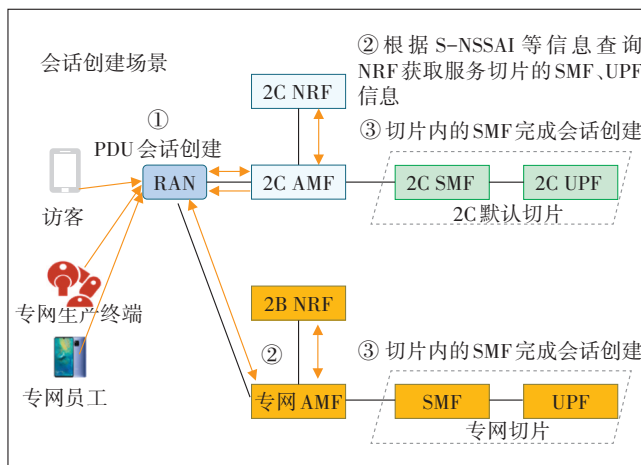 会话创建场景
② 根据 S-NSSAI 等信息查询
NRF 获取服务切片的 SMF、UPF
信息
2C NRF
①
PDU 会话创建
③ 切片内的 SMF 完成会话创建
RAN
2C AMF
2C SMF
2C UPF
2C 默认切片
访客
专网生产终端
2B NRF
②
③ 切片内的 SMF 完成会话创建
专网员工
专网 AMF
SMF
UPF
专网切片